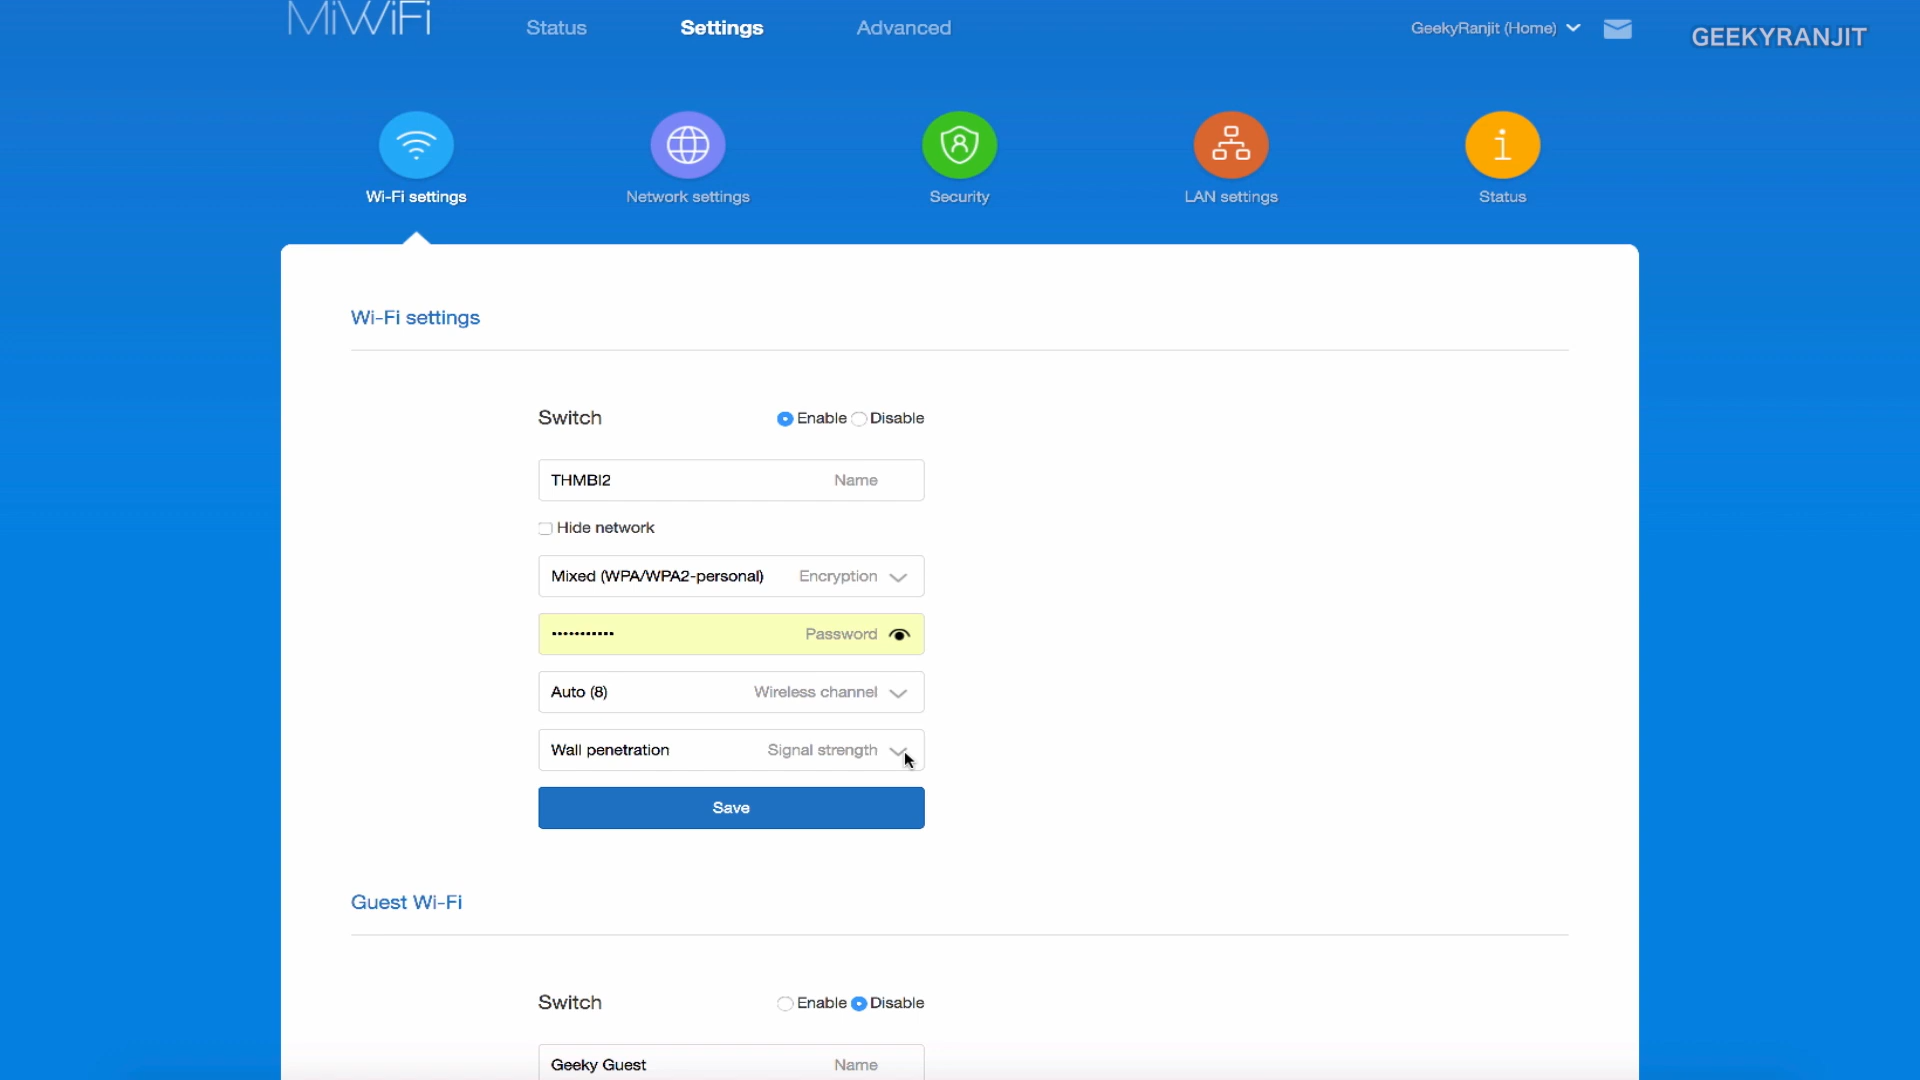 MiWiFi
Status
Settings
Advanced
GeekyRanjit (Home)
GEEKYRANJIT
Wi-Fi settings
Network settings
Security
LAN settings
Status
Wi-Fi settings
Switch
Enable
Disable
THMBI2
Name
Hide network
Mixed (WPA/WPA2-personal)
Encryption
Password
Auto (8)
Wireless channel
Wall penetration
Signal strength
Save
Guest Wi-Fi
Switch
Enable
Disable
Geeky Guest
Name